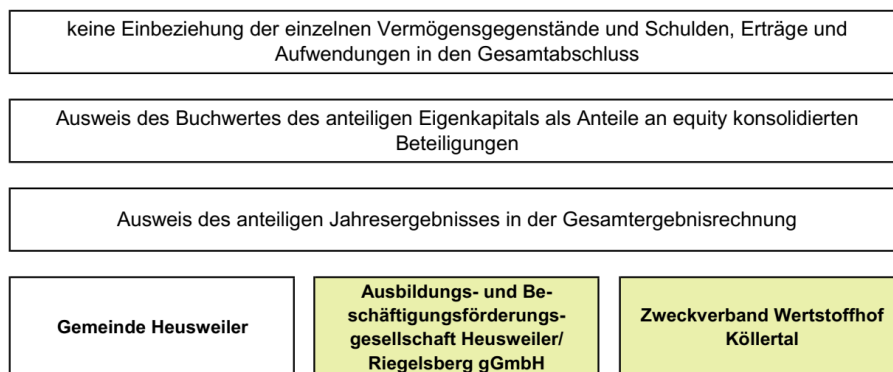 keine Einbeziehung der einzelnen Vermögensgegenstände und Schulden, Erträge und
Aufwendungen in den Gesamtabschluss
Ausweis des Buchwertes des anteiligen Eigenkapitals als Anteile an equity konsolidierten
Beteiligungen
Ausweis des anteiligen Jahresergebnisses in der Gesamtergebnisrechnung
Gemeinde Heusweiler
Ausbildungs- und Be-
schäftigungsförderungs-
gesellschaft Heusweiler/
Riegelsberg gGmbH
Zweckverband Wertstoffhof
Köllertal